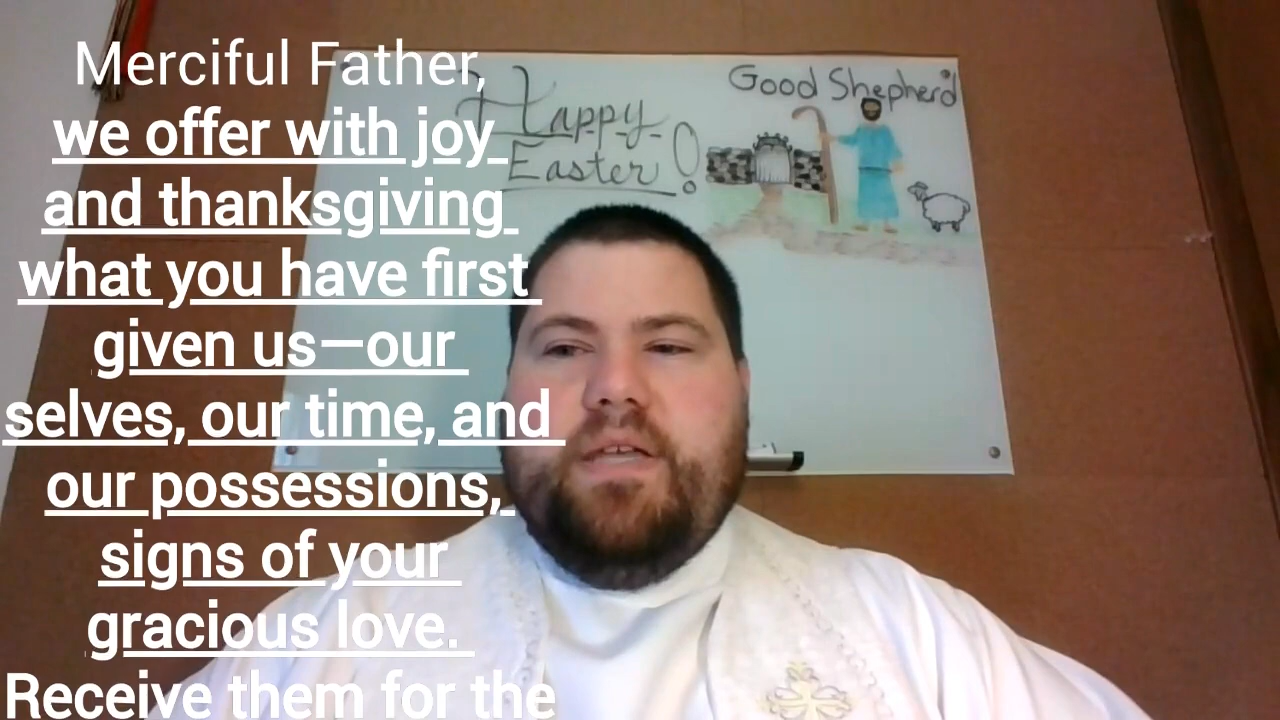 Merciful Father,
we offer with joy
and thanksgiving
what you have first
given us—our
selves, our time, and
our possessions,
signs of your
gracious love.
Receive them for the
Happy
Easter!
Good Shepherd